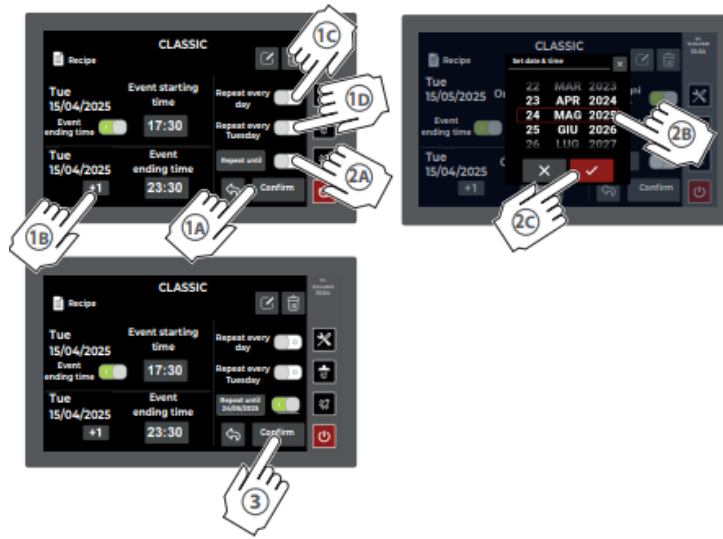 CLASSIC
Recipe
Tue
15/04/2025
Event starting
time
Repeat every
day
Event
ending time
17:30
Repeat every
Tuesday
Tue
15/04/2025
Event
ending time
Repeat until
+1
23:30
Confirm
1A
1B
1C
1D
2A
CLASSIC
Recipe
Set date & time
Tue
15/05/2025
Event
ending time
Tue
15/04/2025
+1
Confirm
22 MAR 2023
23 APR 2024
24 MAG 2025
25 GIU 2026
26 LUG 2027
2B
2C
CLASSIC
Recipe
Tue
15/04/2025
Event starting
time
Repeat every
day
Event
ending time
17:30
Repeat every
Tuesday
Tue
15/04/2025
Event
ending time
Repeat until
24/05/2025
+1
23:30
Confirm
3